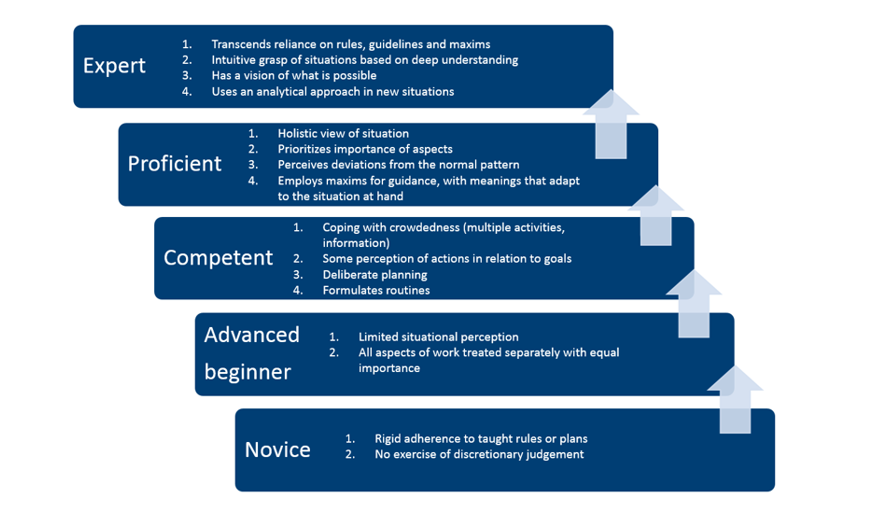 Expert
1. Transcends reliance on rules, guidelines and maxims
2. Intuitive grasp of situations based on deep understanding
3. Has a vision of what is possible
4. Uses an analytical approach in new situations
Proficient
1. Holistic view of situation
2. Prioritizes importance of aspects
3. Perceives deviations from the normal pattern
4. Employs maxims for guidance, with meanings that adapt
to the situation at hand
Competent
1. Coping with crowdedness (multiple activities,
information)
2. Some perception of actions in relation to goals
3. Deliberate planning
4. Formulates routines
Advanced
beginner
1. Limited situational perception
2. All aspects of work treated separately with equal
importance
Novice
1. Rigid adherence to taught rules or plans
2. No exercise of discretionary judgement